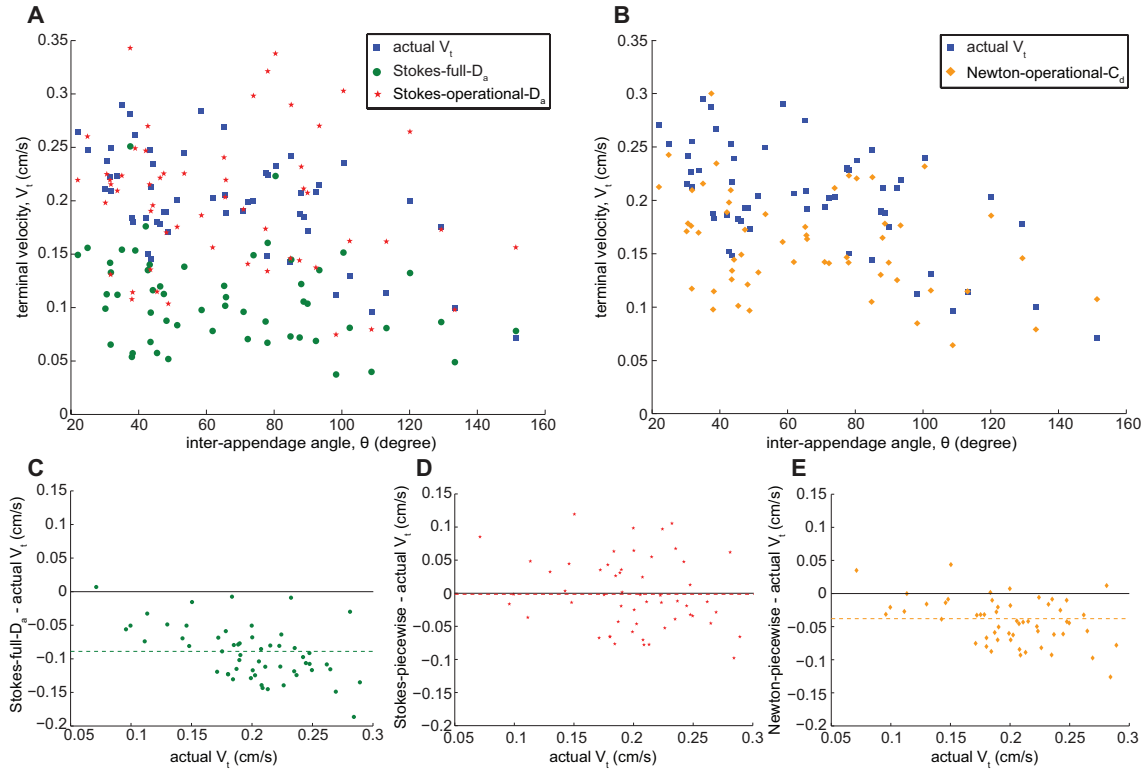 A
actual Vt
Stokes-full-Da
Stokes-operational-Da
terminal velocity, Vt (cm/s)
0.35
0.3
0.25
0.2
0.15
0.1
0.05
0
20 40 60 80 100 120 140 160
inter-appendage angle, θ (degree)
B
actual Vt
Newton-operational-Cd
terminal velocity, Vt (cm/s)
0.35
0.3
0.25
0.2
0.15
0.1
0.05
0
20 40 60 80 100 120 140 160
inter-appendage angle, θ (degree)
C
Stokes-full-Da - actual Vt (cm/s)
0.15
0.1
0.05
0
−0.05
−0.1
−0.15
−0.2
0.05 0.1 0.15 0.2 0.25 0.3
actual Vt (cm/s)
D
Stokes-piecewise - actual Vt (cm/s)
0.15
0.1
0.05
0
−0.05
−0.1
−0.15
−0.2
0.05 0.1 0.15 0.2 0.25 0.3
actual Vt (cm/s)
E
Newton-piecewise - actual Vt (cm/s)
0.15
0.1
0.05
0
−0.05
−0.1
−0.15
−0.2
0.05 0.1 0.15 0.2 0.25 0.3
actual Vt (cm/s)